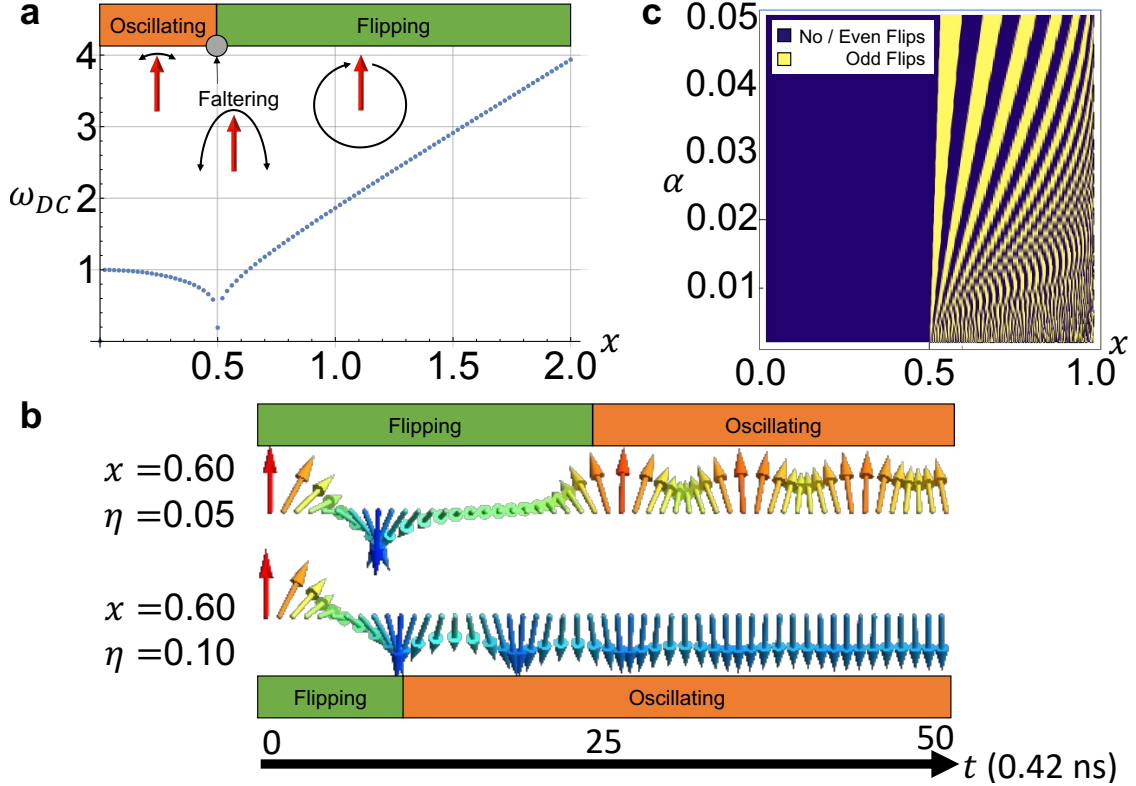 a
Oscillating Flipping
4
Faltering
3
ω_DC 2
1
0.5 1.0 1.5 2.0 x
c
0.05
No / Even Flips
Odd Flips
0.04
0.03
α
0.02
0.01
0.0 0.5 1.0 x
b
Flipping Oscillating
x =0.60
η =0.05
x =0.60
η =0.10
Flipping Oscillating
0 25 50
t (0.42 ns)